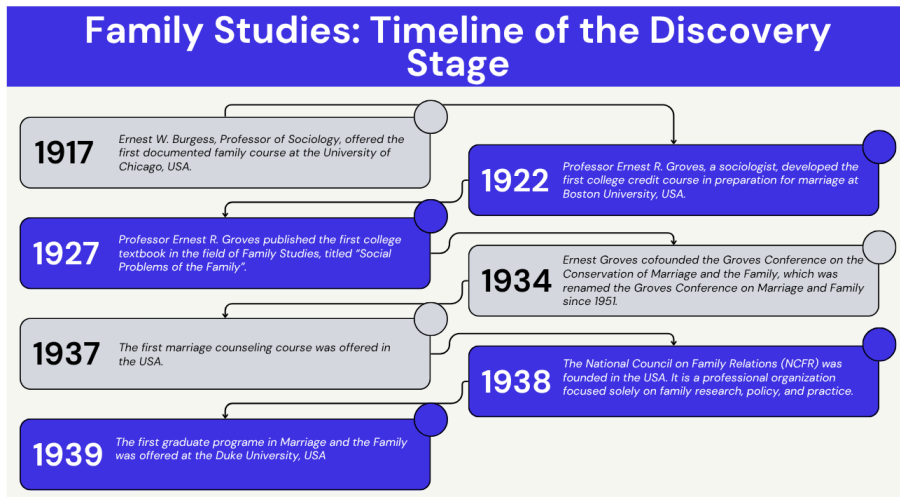 Family Studies: Timeline of the Discovery
Stage
1917
Ernest W. Burgess, Professor of Sociology, offered the
first documented family course at the University of
Chicago, USA.
1922
Professor Ernest R. Groves, a sociologist, developed the
first college credit course in preparation for marriage at
Boston University, USA.
1927
Professor Ernest R. Groves published the first college
textbook in the field of Family Studies, titled “Social
Problems of the Family”.
1934
Ernest Groves cofounded the Groves Conference on the
Conservation of Marriage and the Family, which was
renamed the Groves Conference on Marriage and Family
since 1951.
1937
The first marriage counseling course was offered in
the USA.
1938
The National Council on Family Relations (NCFR) was
founded in the USA. It is a professional organization
focused solely on family research, policy, and practice.
1939
The first graduate programe in Marriage and the Family
was offered at the Duke University, USA